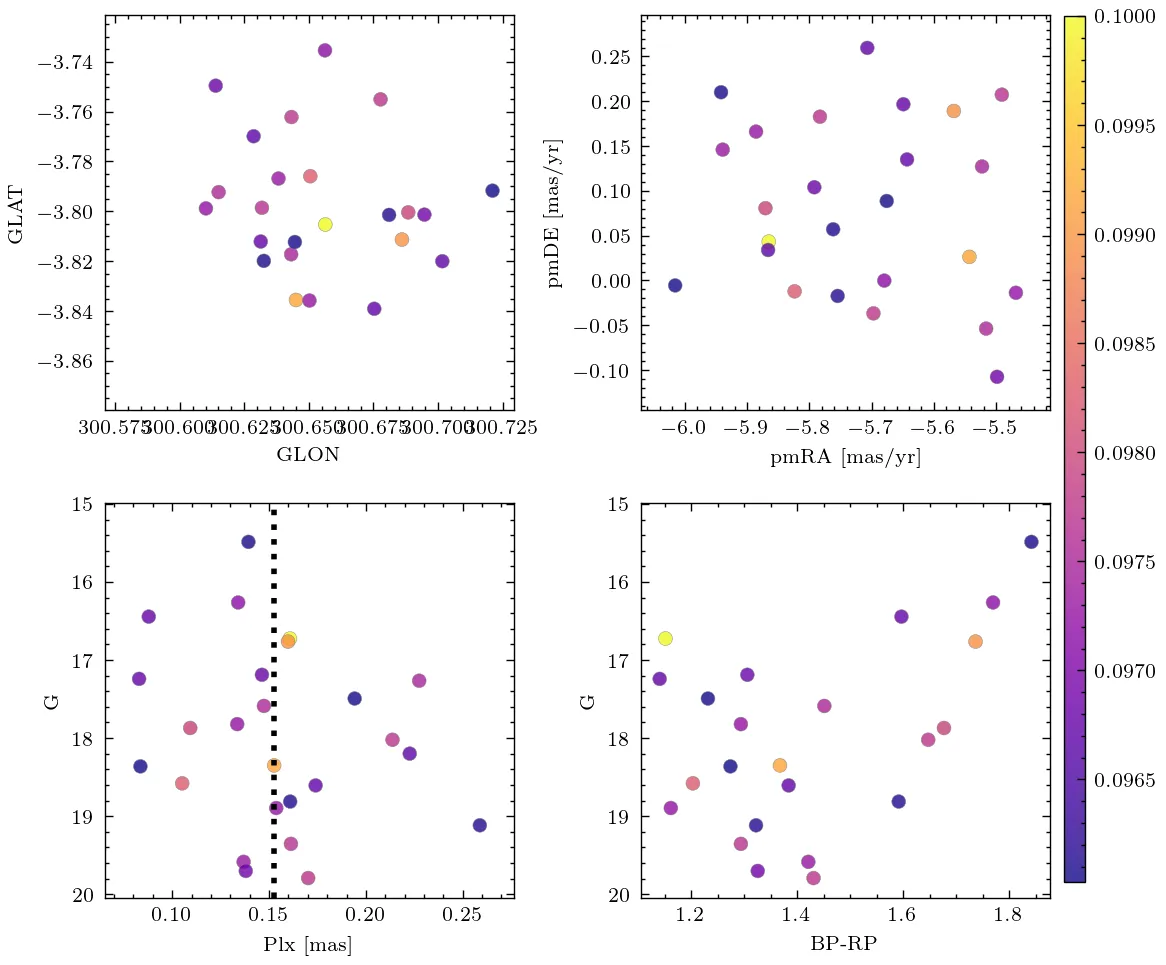 −3.74
−3.76
−3.78
−3.80
−3.82
−3.84
−3.86
GLAT
300.575 300.600 300.625 300.650 300.675 300.700 300.725
GLON
0.25
0.20
0.15
0.10
0.05
0.00
−0.05
−0.10
pmDE [mas/yr]
−6.0 −5.9 −5.8 −5.7 −5.6 −5.5
pmRA [mas/yr]
0.1000
0.0995
0.0990
0.0985
0.0980
0.0975
0.0970
0.0965
15
16
17
18
19
20
G
0.10 0.15 0.20 0.25
Plx [mas]
15
16
17
18
19
20
G
1.2 1.4 1.6 1.8
BP-RP